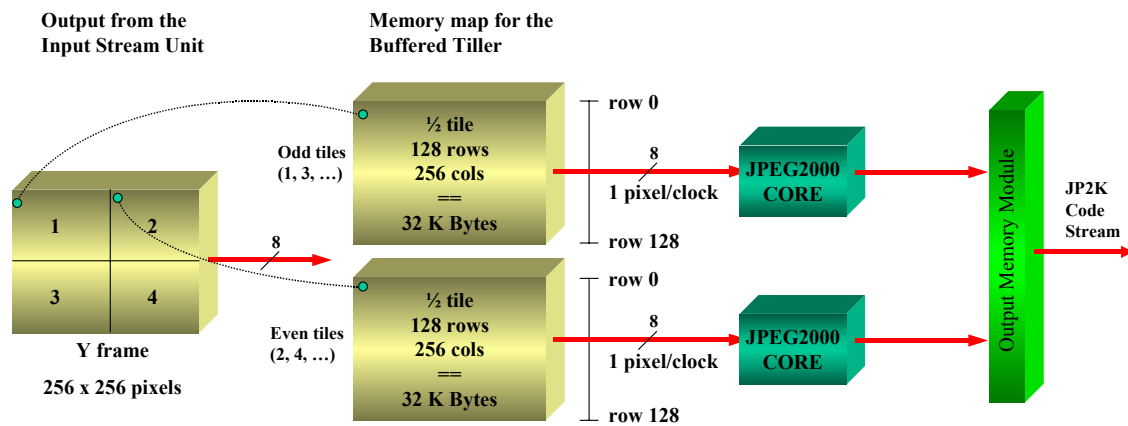 Output from the
Input Stream Unit
1
2
3
4
Y frame
256 x 256 pixels
8
Memory map for the
Buffered Tiller
Odd tiles
(1, 3, …)
½ tile
128 rows
256 cols
==
32 K Bytes
row 0
row 128
8
1 pixel/clock
JPEG2000
CORE
Even tiles
(2, 4, …)
½ tile
128 rows
256 cols
==
32 K Bytes
row 0
row 128
8
1 pixel/clock
JPEG2000
CORE
Output Memory Module
JP2K
Code
Stream